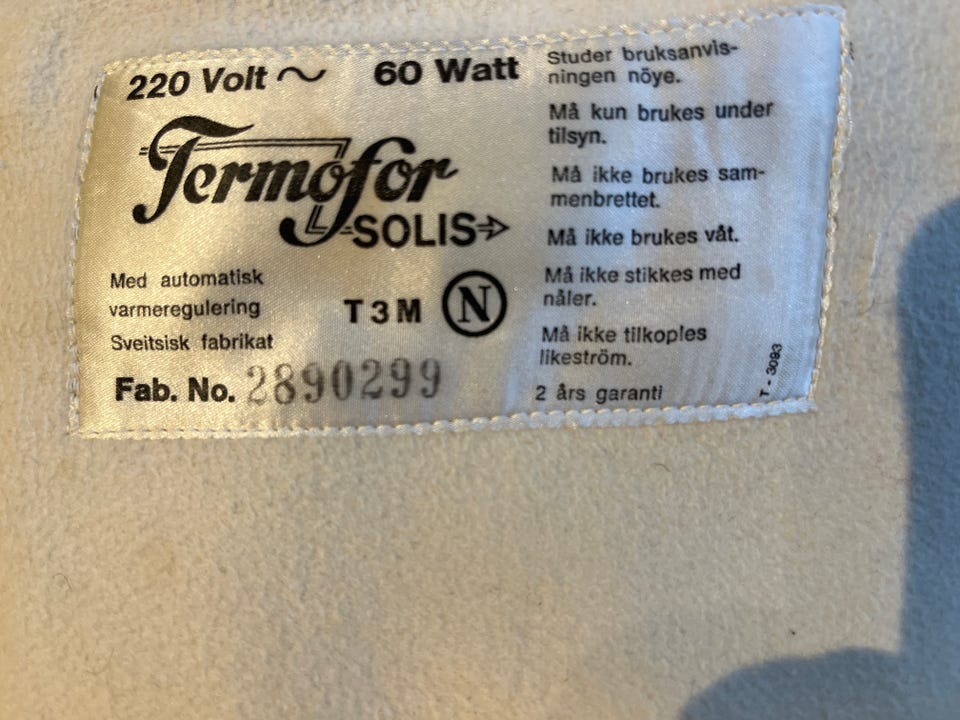 220 Volt ~ 60 Watt
Termofor
SOLIS
Med automatisk
varmeregulering
Sveitsisk fabrikat
T 3 M N
Fab. No. 2890299
Studer bruksanvis-
ningen nöye.
Må kun brukes under
tilsyn.
Må ikke brukes sam-
menbrettet.
Må ikke brukes våt.
Må ikke stikkes med
nåler.
Må ikke tilkoples
likeström.
2 års garanti
T - 3093